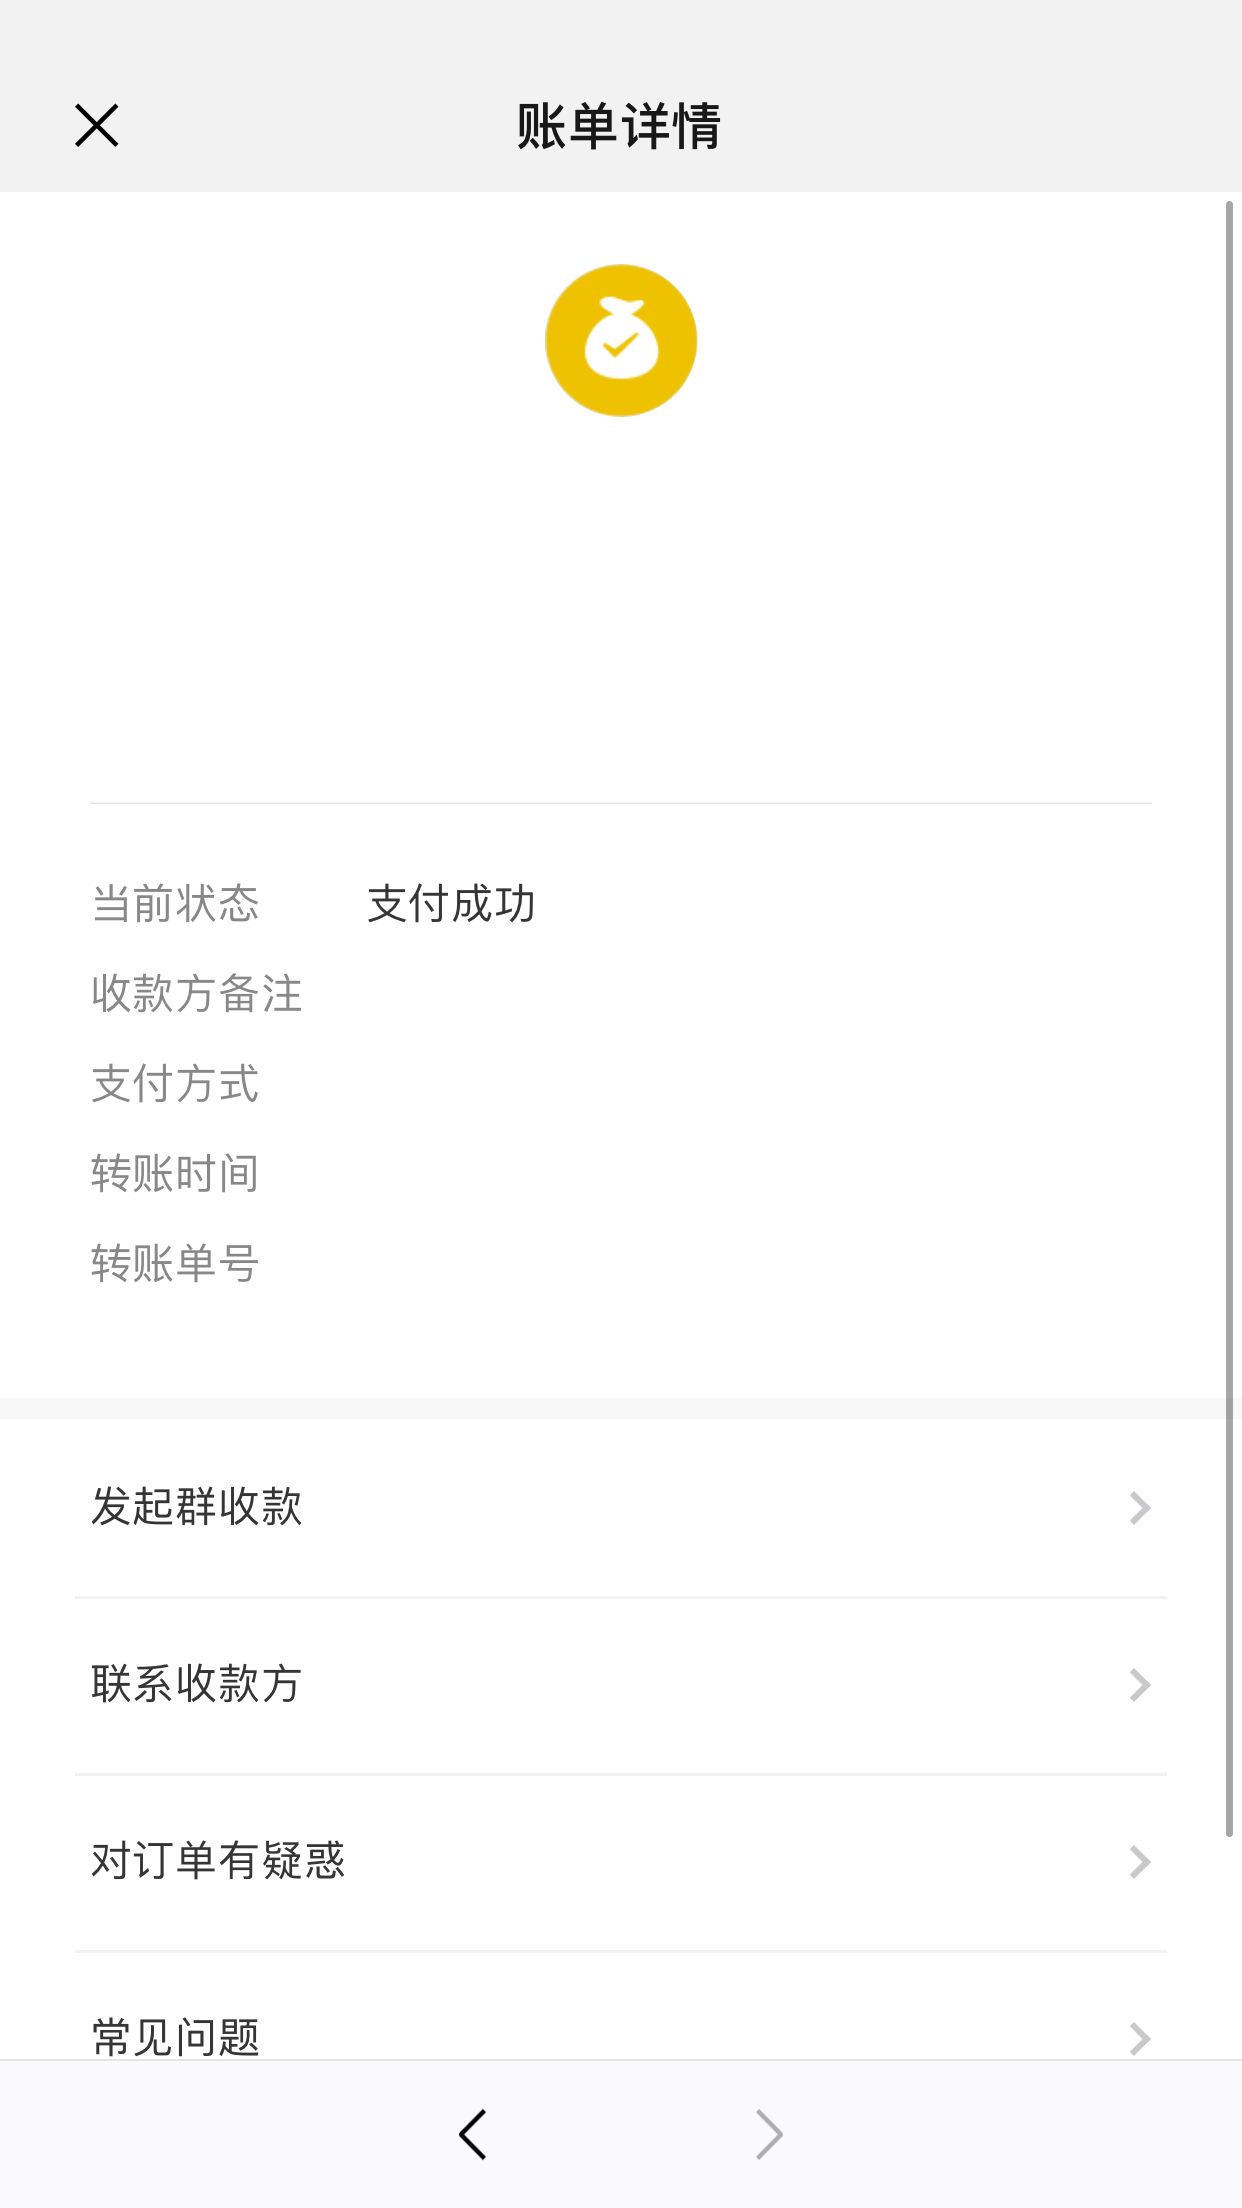 账单详情
当前状态 支付成功
收款方备注
支付方式
转账时间
转账单号
发起群收款
联系收款方
对订单有疑惑
常见问题